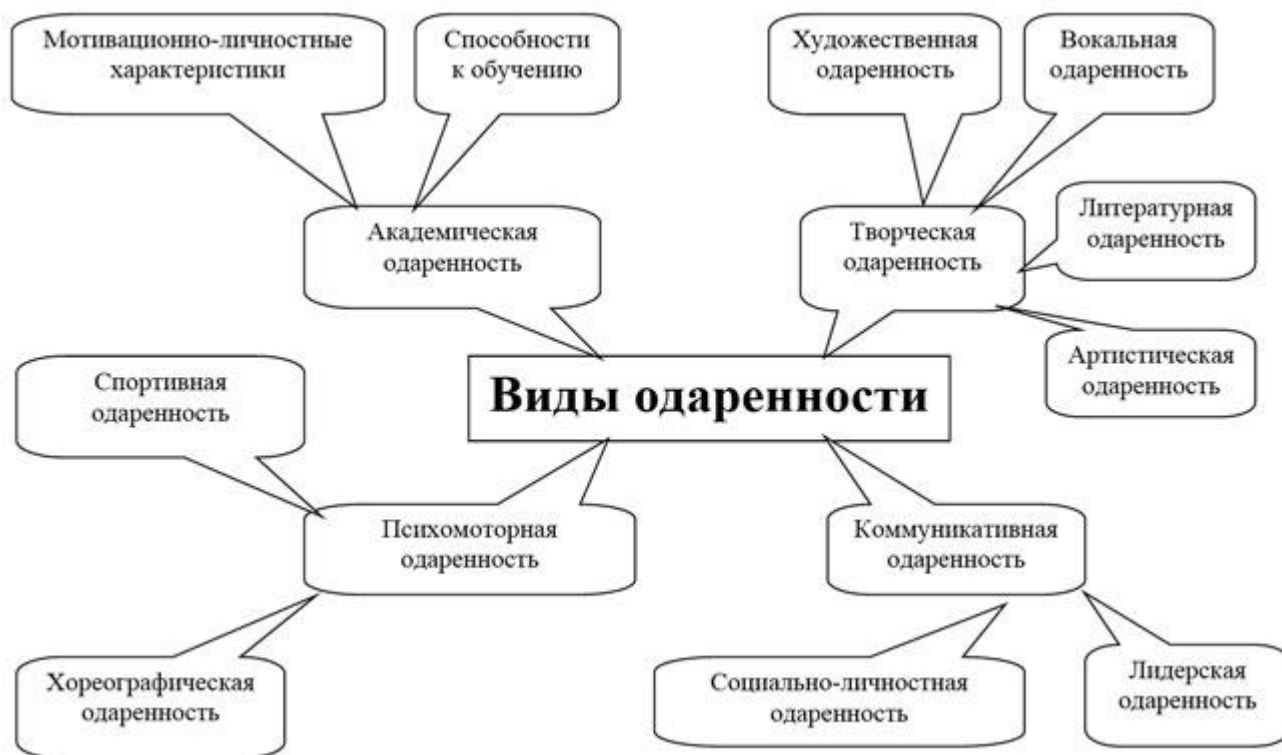 Мотивационно-личностные
характеристики
Способности
к обучению
Художественная
одаренность
Вокальная
одаренность
Академическая
одаренность
Творческая
одаренность
Литературная
одаренность
Артистическая
одаренность
Виды одаренности
Спортивная
одаренность
Психомоторная
одаренность
Коммуникативная
одаренность
Хореографическая
одаренность
Социально-личностная
одаренность
Лидерская
одаренность